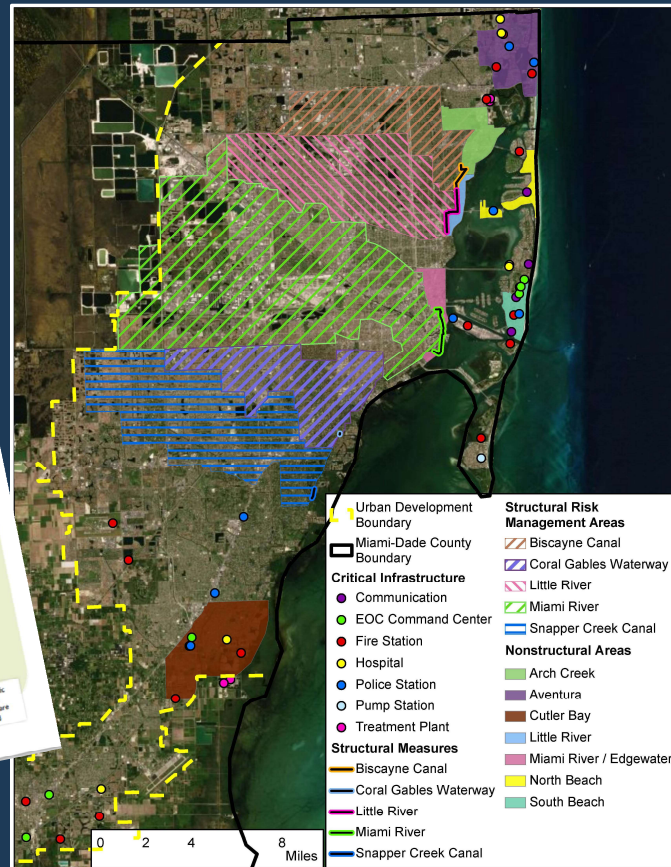 Urban Development
Boundary
Miami-Dade County
Boundary
Critical Infrastructure
Communication
EOC Command Center
Fire Station
Hospital
Police Station
Pump Station
Treatment Plant
Structural Measures
Biscayne Canal
Coral Gables Waterway
Little River
Miami River
Snapper Creek Canal
Structural Risk
Management Areas
Biscayne Canal
Coral Gables Waterway
Little River
Miami River
Snapper Creek Canal
Nonstructural Areas
Arch Creek
Aventura
Cutler Bay
Little River
Miami River / Edgewater
North Beach
South Beach
0 2 4 8
Miles